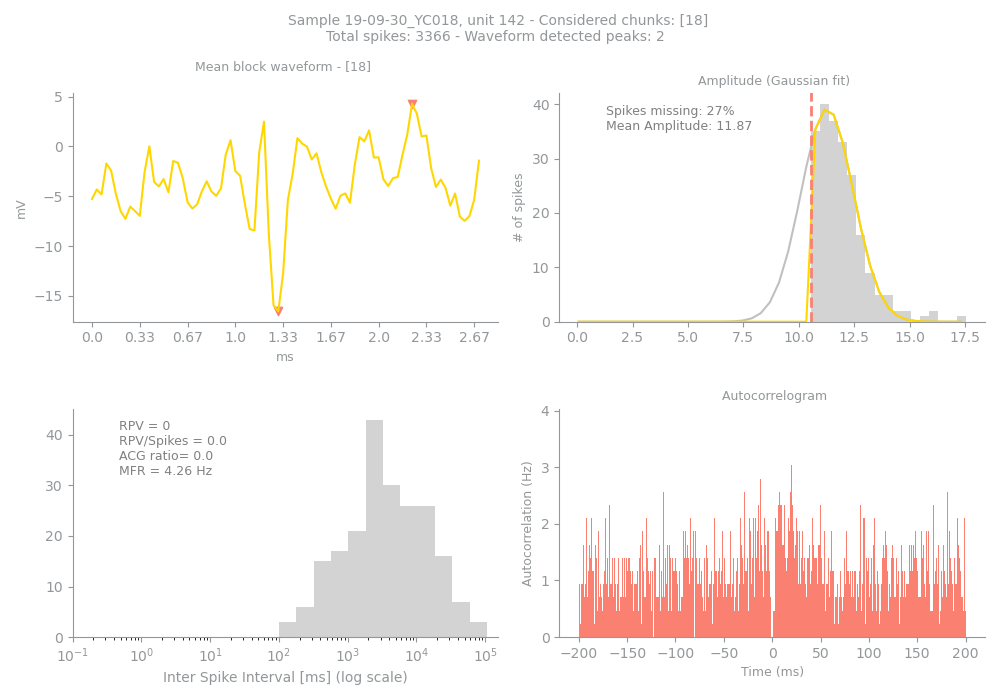 Sample 19-09-30_YC018, unit 142 - Considered chunks: [18]
Total spikes: 3366 - Waveform detected peaks: 2
Mean block waveform - [18]
5
0
−5
−10
−15
mV
0.0 0.33 0.67 1.0 1.33 1.67 2.0 2.33 2.67
ms
Amplitude (Gaussian fit)
Spikes missing: 27%
Mean Amplitude: 11.87
40
30
20
10
0
# of spikes
0.0 2.5 5.0 7.5 10.0 12.5 15.0 17.5
RPV = 0
RPV/Spikes = 0.0
ACG ratio= 0.0
MFR = 4.26 Hz
40
30
20
10
0
10⁻¹ 10⁰ 10¹ 10² 10³ 10⁴ 10⁵
Inter Spike Interval [ms] (log scale)
Autocorrelogram
4
3
2
1
0
Autocorrelation (Hz)
−200 −150 −100 −50 0 50 100 150 200
Time (ms)